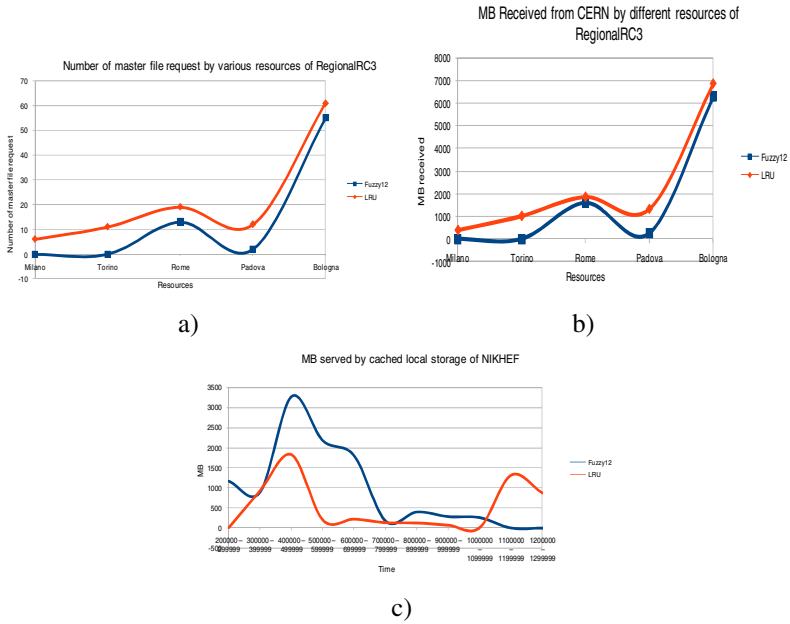 Number of master file request by various resources of RegionalRC3
70
60
50
40
30
20
10
0
-10
Number of master file request
Milano Torino Rome Padova Bologna
Resources
Fuzzy12
LRU
a)
MB Received from CERN by different resources of
RegionalRC3
8000
7000
6000
5000
4000
3000
2000
1000
0
-1000
MB received
Milano Torino Rome Padova Bologna
Resources
Fuzzy12
LRU
b)
MB served by cached local storage of NIKHEF
3500
3000
2500
2000
1500
1000
500
0
-500
MB
200000 – 300000 – 400000 – 500000 – 600000 – 700000 – 800000 – 900000 – 1000000 1100000 1200000
299999 399999 499999 599999 699999 799999 899999 999999 – – –
1099999 1199999 1299999
Time
Fuzzy12
LRU
c)